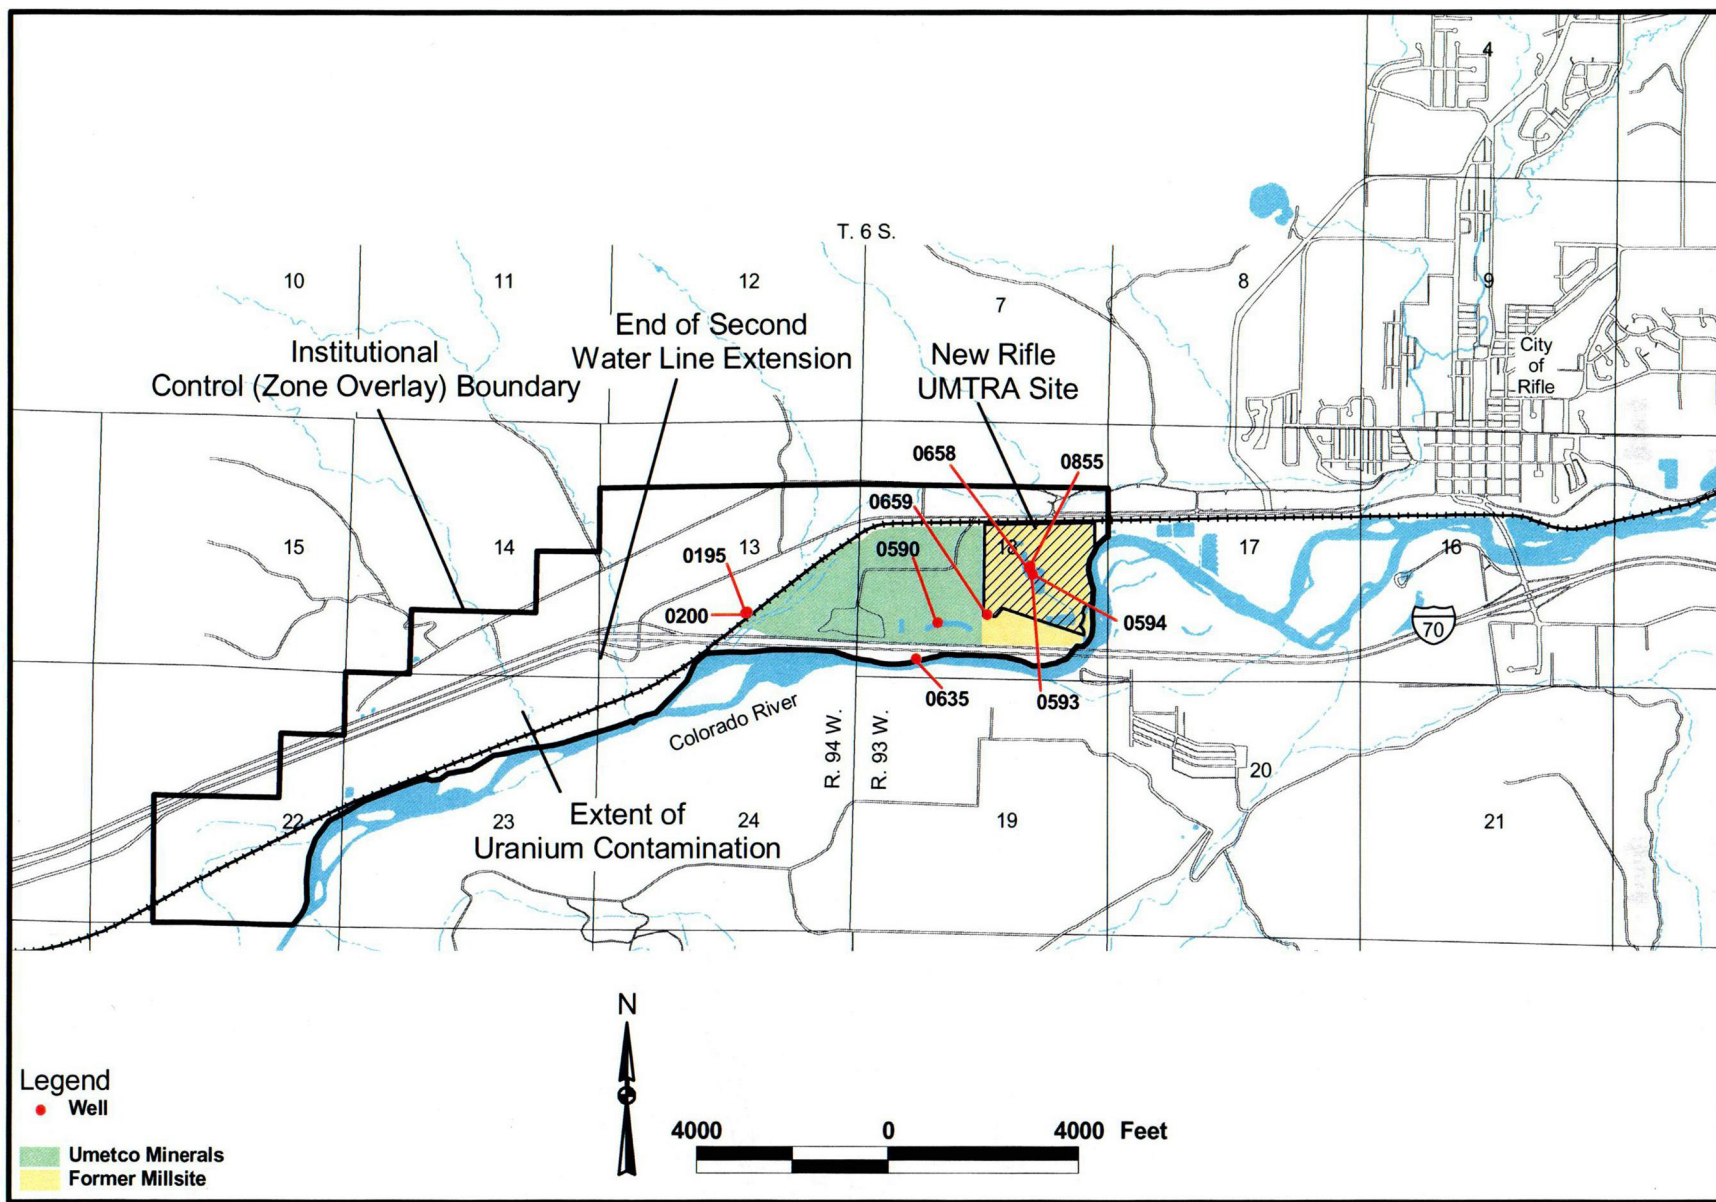 4
T. 6 S.
10
11
12
7
8
9
End of Second
Water Line Extension
Institutional
Control (Zone Overlay) Boundary
New Rifle
UMTRA Site
City
of
Rifle
0658
0855
0659
0590
0195
0200
15
14
13
18
17
16
0594
70
0635
0593
Colorado River
R. 94 W.
R. 93 W.
20
22
23
24
19
21
Extent of
Uranium Contamination
N
Legend
Well
Umetco Minerals
Former Millsite
4000 0 4000 Feet